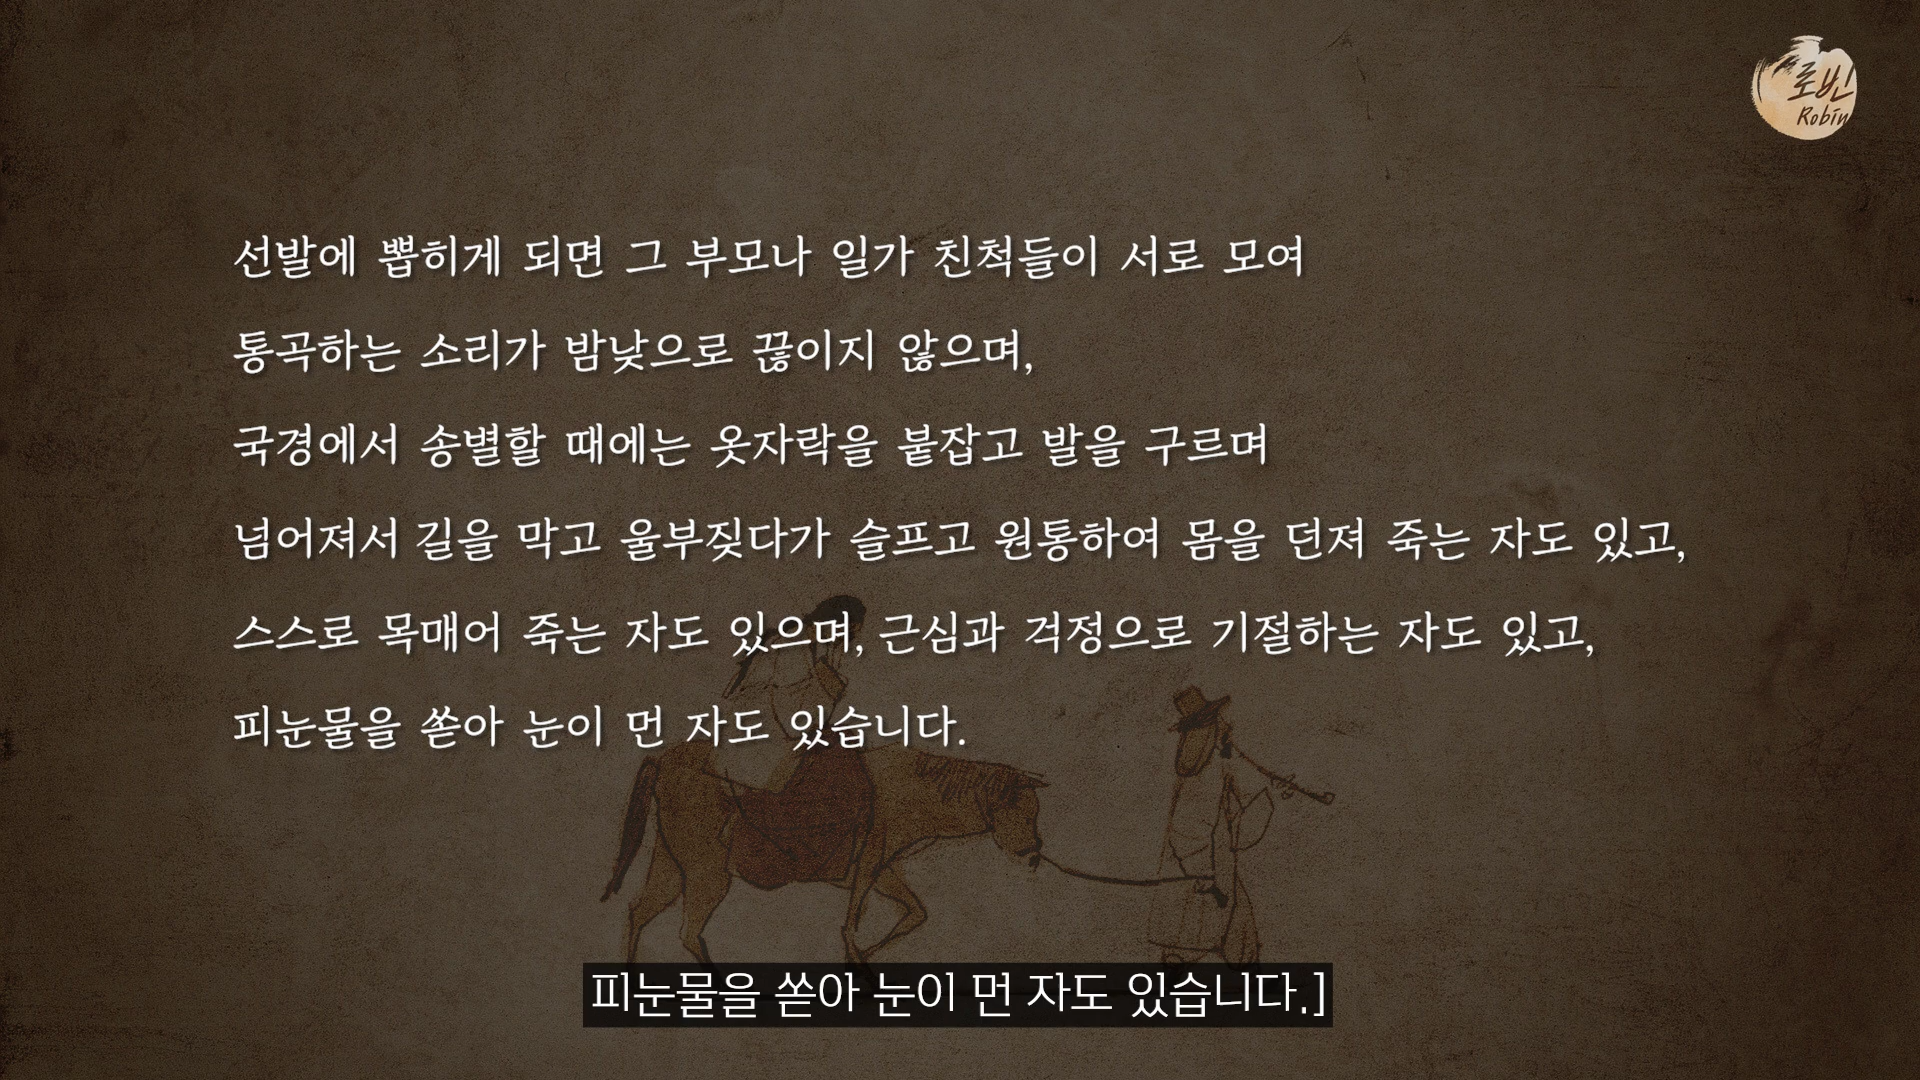 로빈
Robin
선발에 뽑히게 되면 그 부모나 일가 친척들이 서로 모여
통곡하는 소리가 밤낮으로 끊이지 않으며,
국경에서 송별할 때에는 옷자락을 붙잡고 발을 구르며
넘어져서 길을 막고 울부짖다가 슬프고 원통하여 몸을 던져 죽는 자도 있고,
스스로 목매어 죽는 자도 있으며, 근심과 걱정으로 기절하는 자도 있고,
피눈물을 쏟아 눈이 먼 자도 있습니다.
피눈물을 쏟아 눈이 먼 자도 있습니다.]